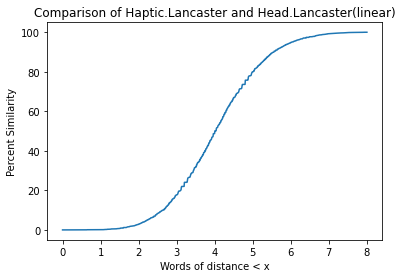 Comparison of Haptic.Lancaster and Head.Lancaster(linear)
100
80
60
40
20
0
Percent Similarity
0 1 2 3 4 5 6 7 8
Words of distance < x